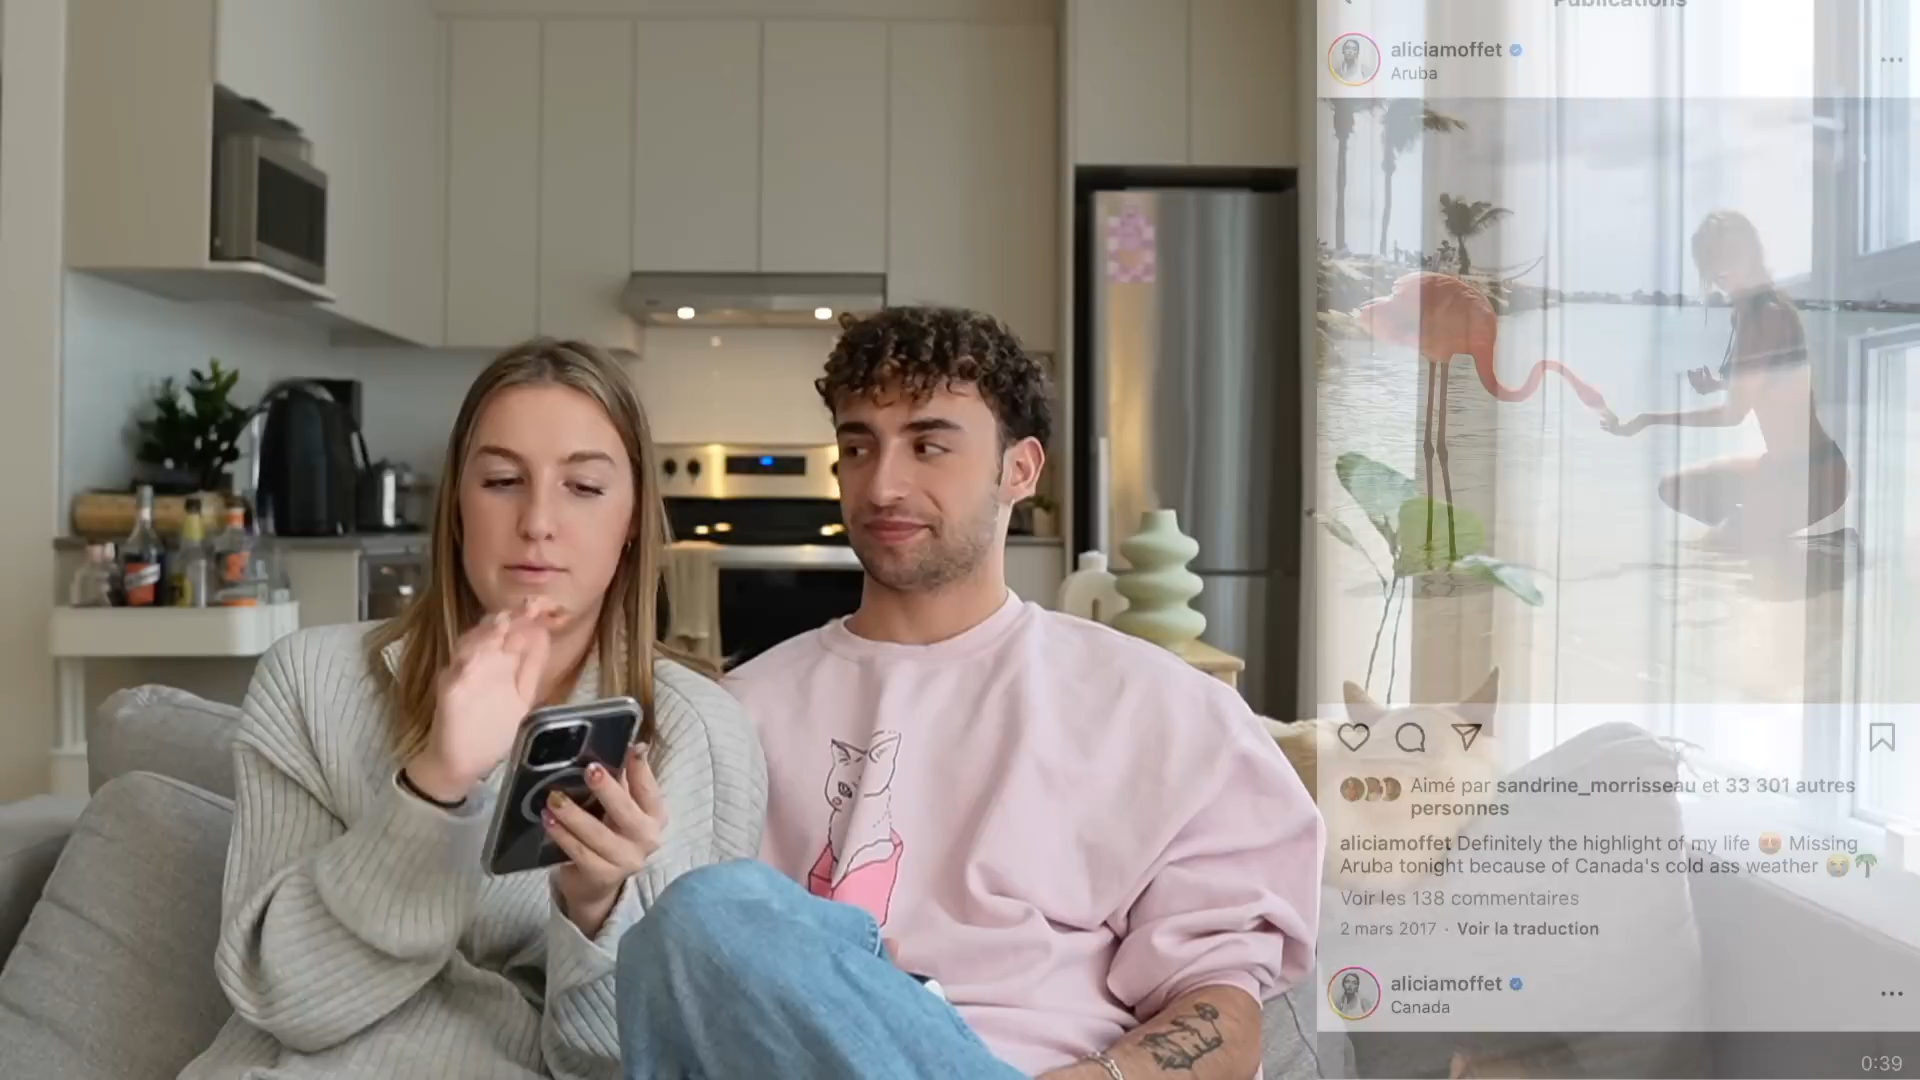 Publications
aliciamoffet
Aruba
Aimé par sandrine_morrisseau et 33 301 autres
personnes
aliciamoffet Definitely the highlight of my life 😍 Missing
Aruba tonight because of Canada's cold ass weather 😭🌴
Voir les 138 commentaires
2 mars 2017 · Voir la traduction
aliciamoffet
Canada
0:39